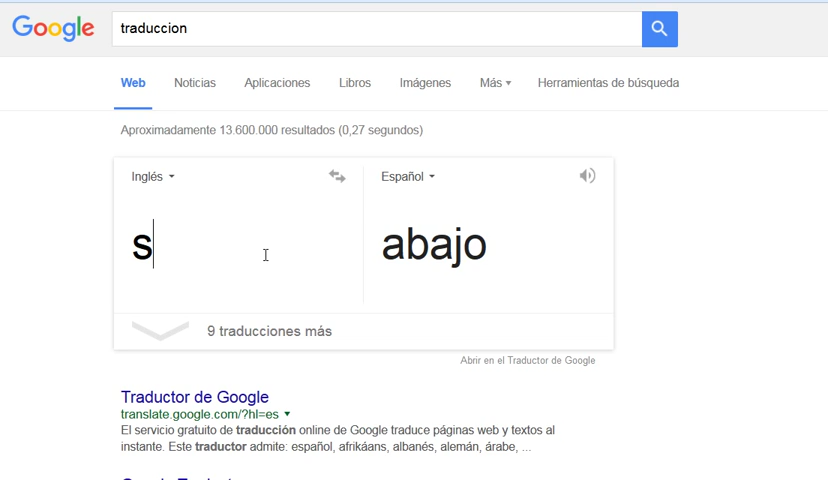 Google traduccion
Web Noticias Aplicaciones Libros Imágenes Más Herramientas de búsqueda
Aproximadamente 13.600.000 resultados (0,27 segundos)
Inglés Español
s abajo
9 traducciones más
Abrir en el Traductor de Google
Traductor de Google
translate.google.com/?hl=es
El servicio gratuito de traducción online de Google traduce páginas web y textos al
instante. Este traductor admite: español, afrikáans, albanés, alemán, árabe, ...